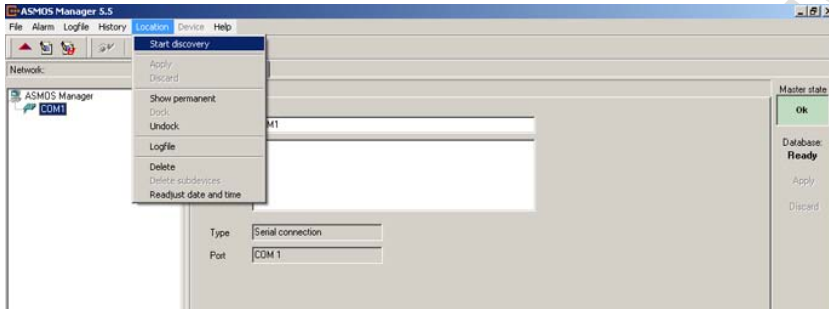 ASMOS Manager 5.5
File Alarm Logfile History Location Device Help
Start discovery
Apply
Discard
Show permanent
Dock
Undock
Logfile
Delete
Delete subdevices
Readjust date and time
Network:
ASMOS Manager
COM1
M1
Type Serial connection
Port COM 1
Master state
Ok
Database:
Ready
Apply
Discard